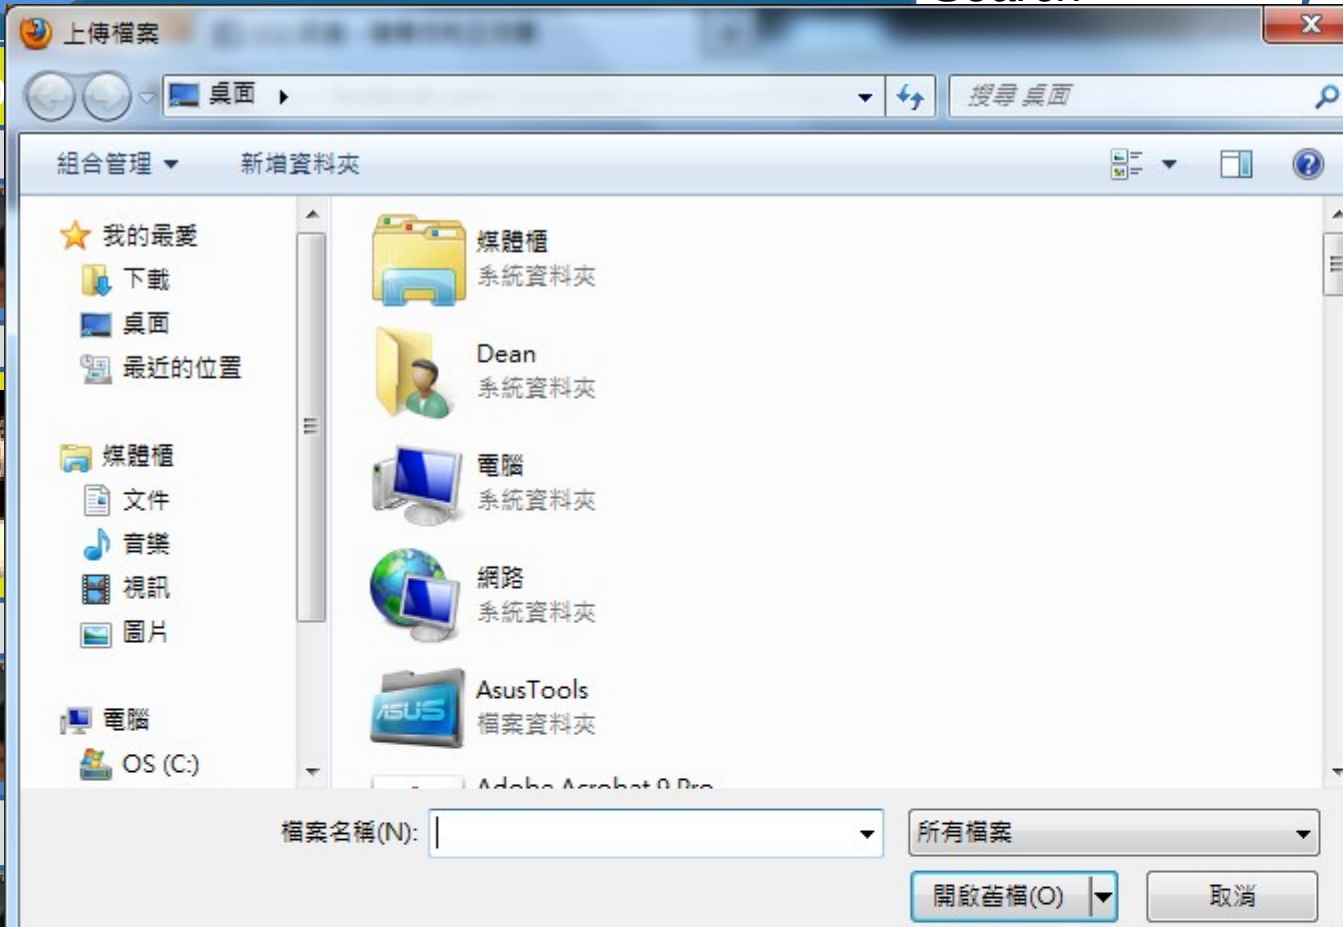 Search
上傳檔案
桌面
搜尋 桌面
組合管理
新增資料夾
我的最愛
下載
桌面
最近的位置
媒體櫃
文件
音樂
視訊
圖片
電腦
OS (C:)
媒體櫃
系統資料夾
Dean
系統資料夾
電腦
系統資料夾
網路
系統資料夾
ASUS
AsusTools
檔案資料夾
Adobe Acrobat 9 Pro
檔案名稱(N):
所有檔案
開啟舊檔(O)
取消